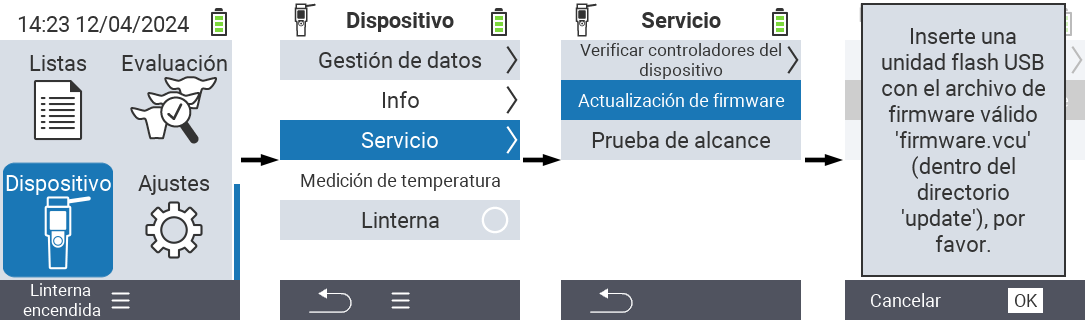 14:23 12/04/2024
Listas
Evaluación
Dispositivo
Ajustes
Linterna
encendida
Dispositivo
Gestión de datos
Info
Servicio
Medición de temperatura
Linterna
Servicio
Verificar controladores del
dispositivo
Actualización de firmware
Prueba de alcance
Inserte una
unidad flash USB
con el archivo de
firmware válido
'firmware.vcu'
(dentro del
directorio
'update'), por
favor.
Cancelar
OK